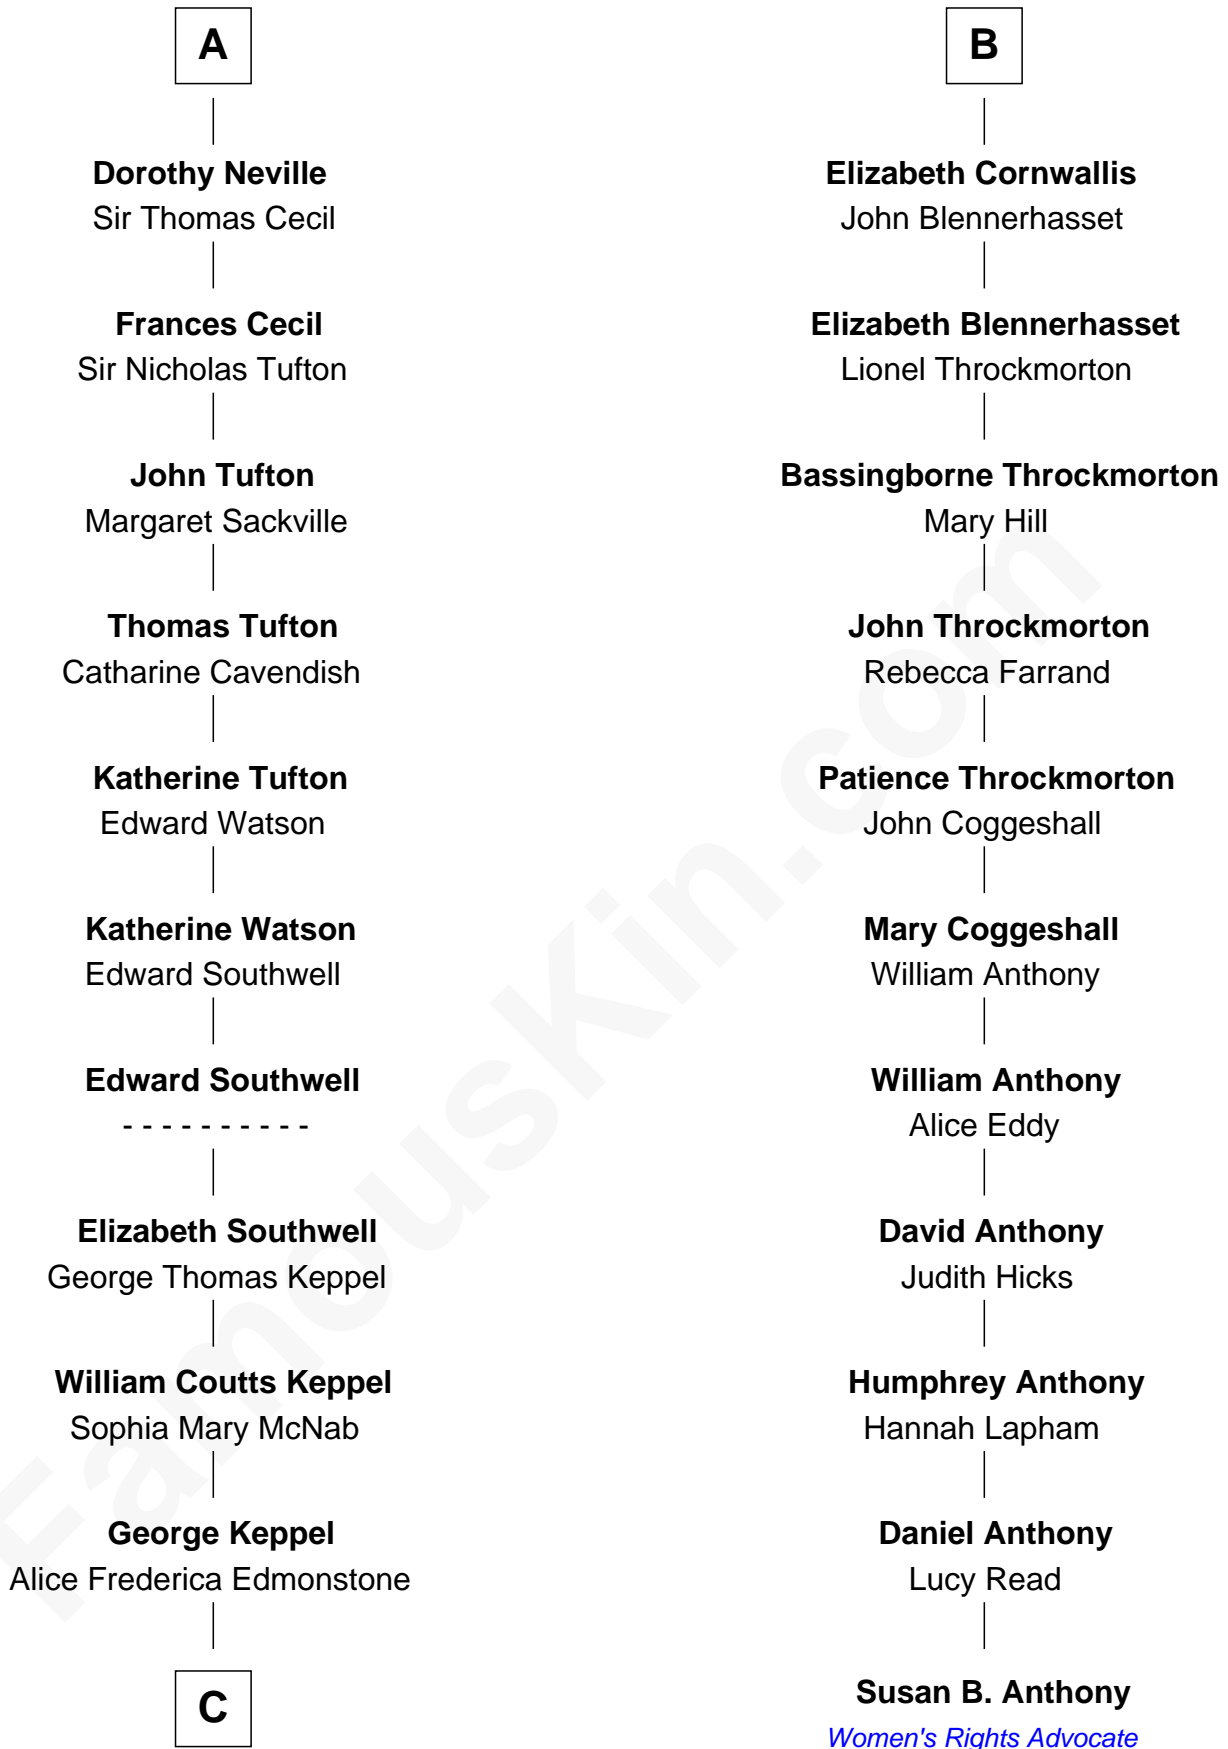 A
Dorothy Neville
Sir Thomas Cecil
Frances Cecil
Sir Nicholas Tufton
John Tufton
Margaret Sackville
Thomas Tufton
Catharine Cavendish
Katherine Tufton
Edward Watson
Katherine Watson
Edward Southwell
Edward Southwell
- - - - - - - - - -
Elizabeth Southwell
George Thomas Keppel
William Coutts Keppel
Sophia Mary McNab
George Keppel
Alice Frederica Edmonstone
C
B
Elizabeth Cornwallis
John Blennerhasset
Elizabeth Blennerhasset
Lionel Throckmorton
Bassingborne Throckmorton
Mary Hill
John Throckmorton
Rebecca Farrand
Patience Throckmorton
John Coggeshall
Mary Coggeshall
William Anthony
William Anthony
Alice Eddy
David Anthony
Judith Hicks
Humphrey Anthony
Hannah Lapham
Daniel Anthony
Lucy Read
Susan B. Anthony
Women's Rights Advocate
FamousKin.com